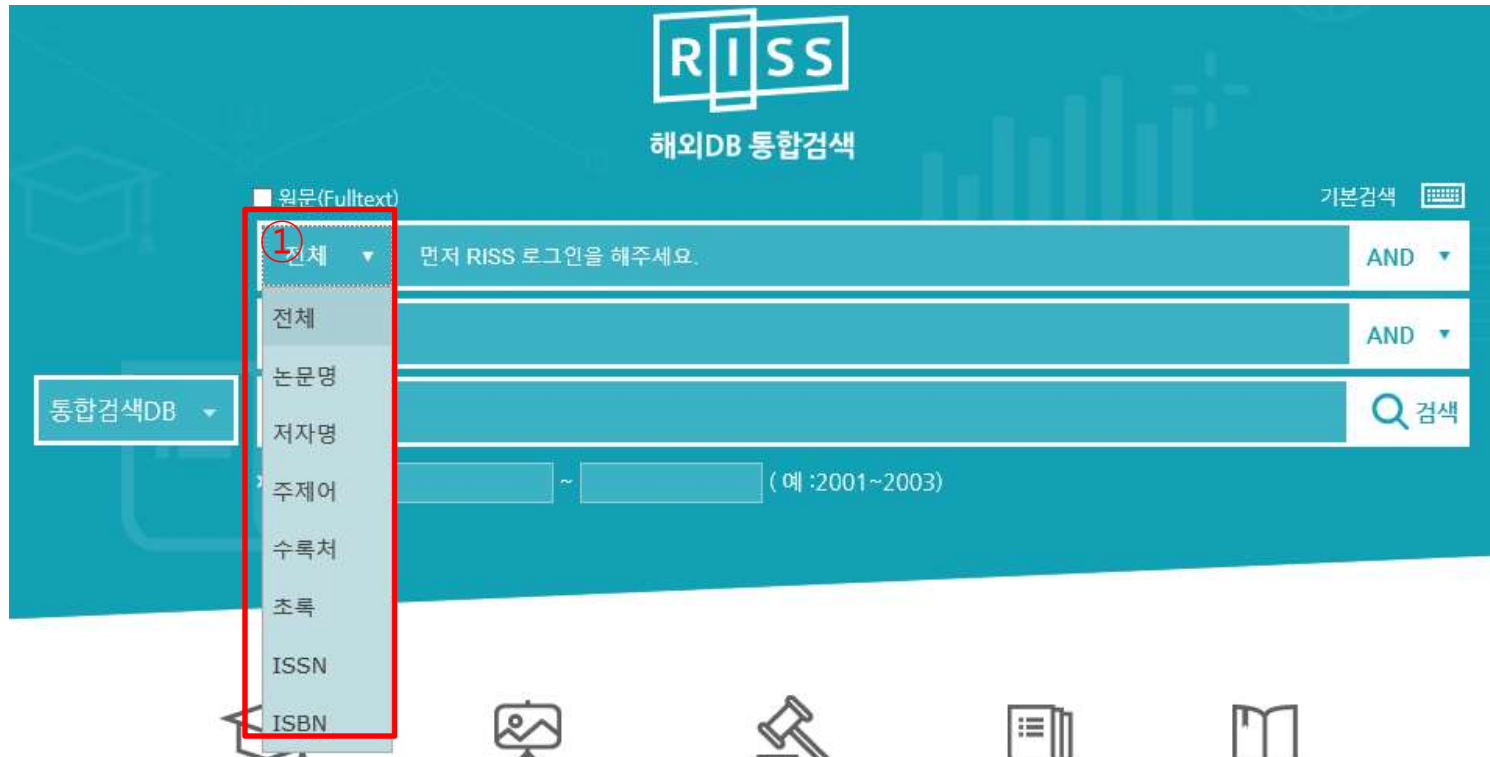 RISS
해외DB 통합검색
원문(Fulltext)
기본검색
①
전체 ▼ 먼저 RISS 로그인을 해주세요. AND ▼
전체
AND ▼
논문명
통합검색DB
검색
저자명
주제어
~ ( 예 :2001~2003)
수록처
초록
ISSN
ISBN